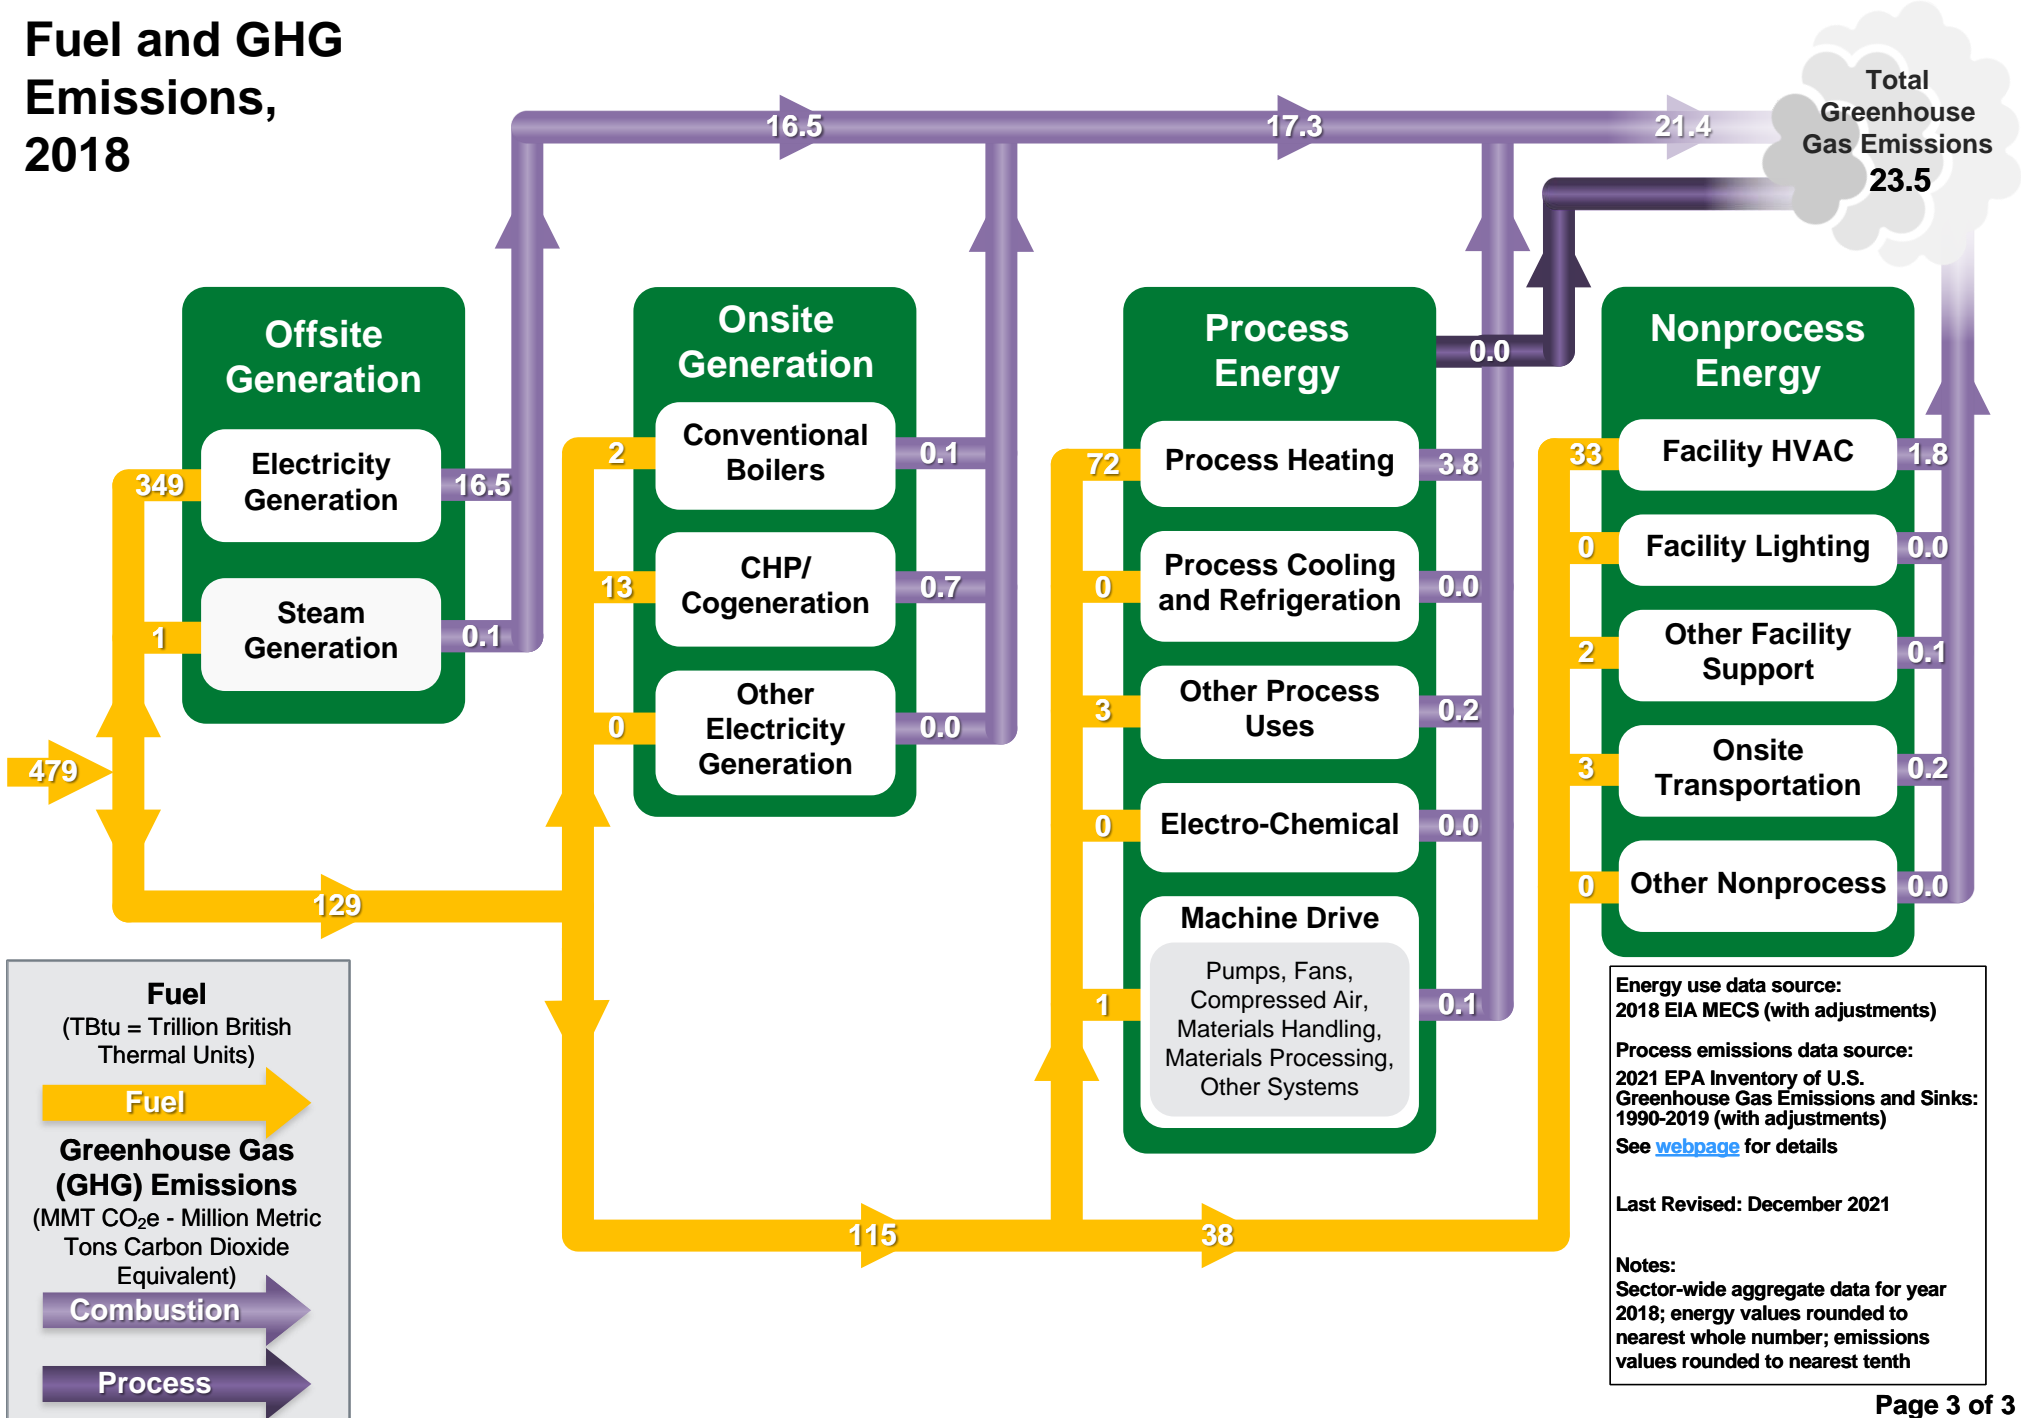 Fuel and GHG
Emissions,
2018
16.5
17.3
21.4
Total
Greenhouse
Gas Emissions
23.5
Offsite
Generation
349
Electricity
Generation
16.5
1
Steam
Generation
0.1
479
129
Onsite
Generation
2
Conventional
Boilers
0.1
13
CHP/
Cogeneration
0.7
0
Other
Electricity
Generation
0.0
115
38
Process
Energy
0.0
72
Process Heating
3.8
0
Process Cooling
and Refrigeration
0.0
3
Other Process
Uses
0.2
0
Electro-Chemical
0.0
Machine Drive
1
Pumps, Fans,
Compressed Air,
Materials Handling,
Materials Processing,
Other Systems
0.1
Nonprocess
Energy
33
Facility HVAC
1.8
0
Facility Lighting
0.0
2
Other Facility
Support
0.1
3
Onsite
Transportation
0.2
0
Other Nonprocess
0.0
Fuel
(TBtu = Trillion British
Thermal Units)
Fuel
Greenhouse Gas
(GHG) Emissions
(MMT CO₂e - Million Metric
Tons Carbon Dioxide
Equivalent)
Combustion
Process
Energy use data source:
2018 EIA MECS (with adjustments)
Process emissions data source:
2021 EPA Inventory of U.S.
Greenhouse Gas Emissions and Sinks:
1990-2019 (with adjustments)
See webpage for details
Last Revised: December 2021
Notes:
Sector-wide aggregate data for year
2018; energy values rounded to
nearest whole number; emissions
values rounded to nearest tenth
Page 3 of 3